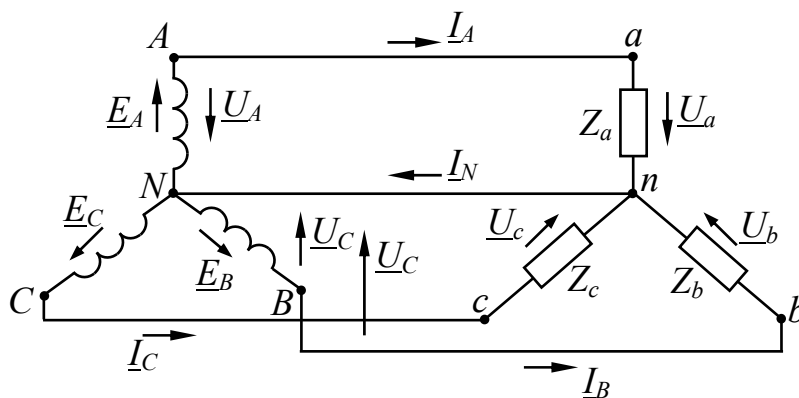 A I_A a
E_A U_A Z_a U_a
N I_N n
E_C E_B U_C U_C U_c U_b
C B c Z_c Z_b b
I_C I_B